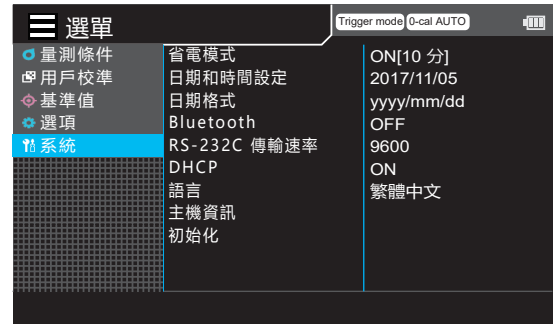 選單
Trigger mode 0-cal AUTO
量測條件
用戶校準
基準值
選項
系統
省電模式 ON[10 分]
日期和時間設定 2017/11/05
日期格式 yyyy/mm/dd
Bluetooth OFF
RS-232C 傳輸速率 9600
DHCP ON
語言 繁體中文
主機資訊
初始化